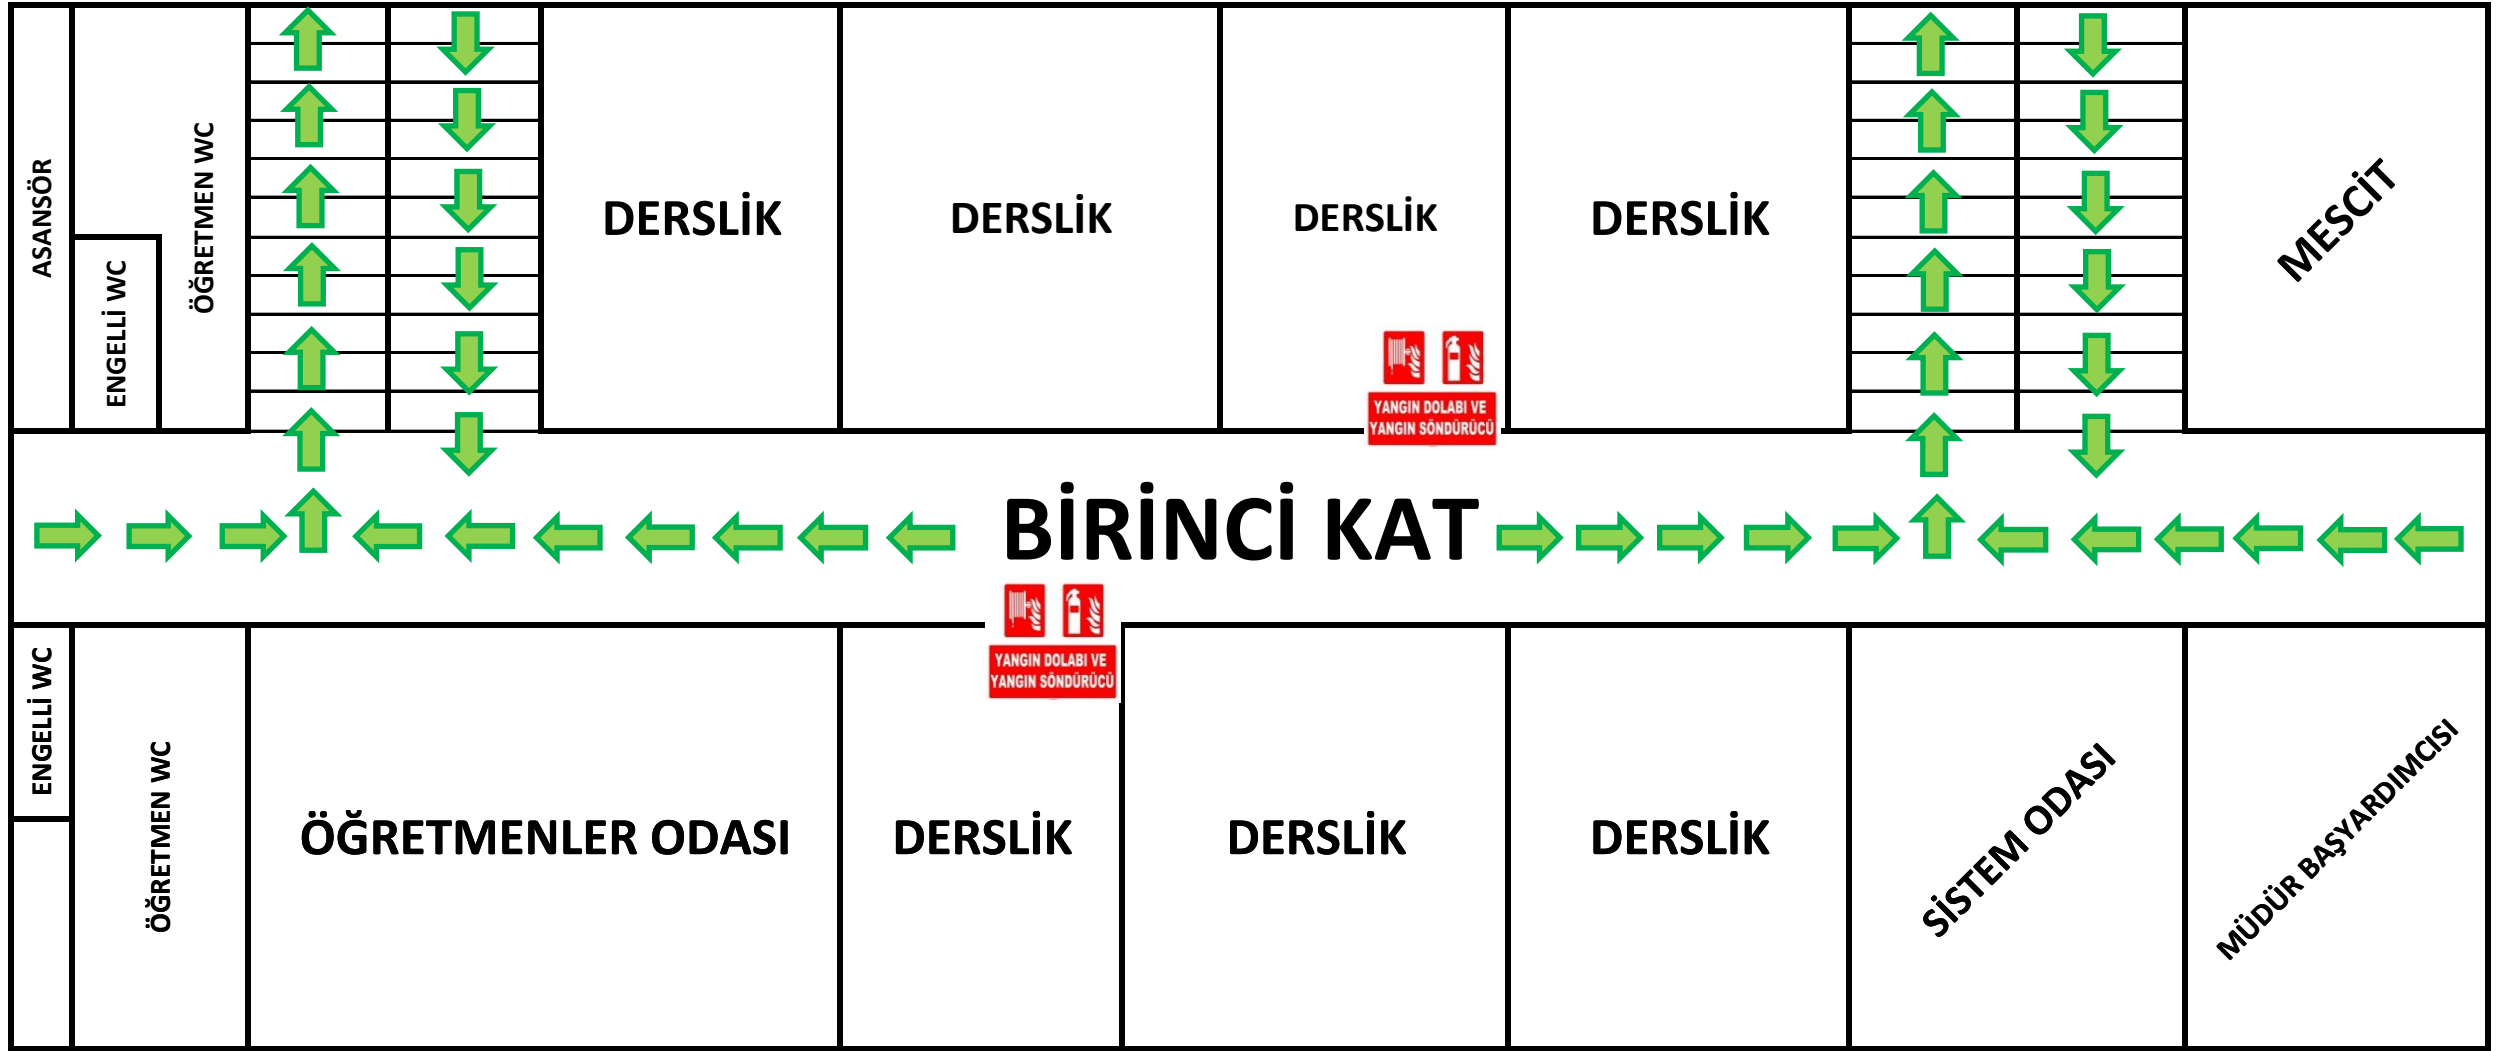 ASANSÖR
ENGELLİ WC
ÖĞRETMEN WC
DERSLİK
DERSLİK
DERSLİK
DERSLİK
MESCİT
YANGIN DOLABI VE
YANGIN SÖNDÜRÜCÜ
BİRİNCİ KAT
YANGIN DOLABI VE
YANGIN SÖNDÜRÜCÜ
ENGELLİ WC
ÖĞRETMEN WC
ÖĞRETMENLER ODASI
DERSLİK
DERSLİK
DERSLİK
SİSTEM ODASI
MÜDÜR BAŞYARDIMCISI